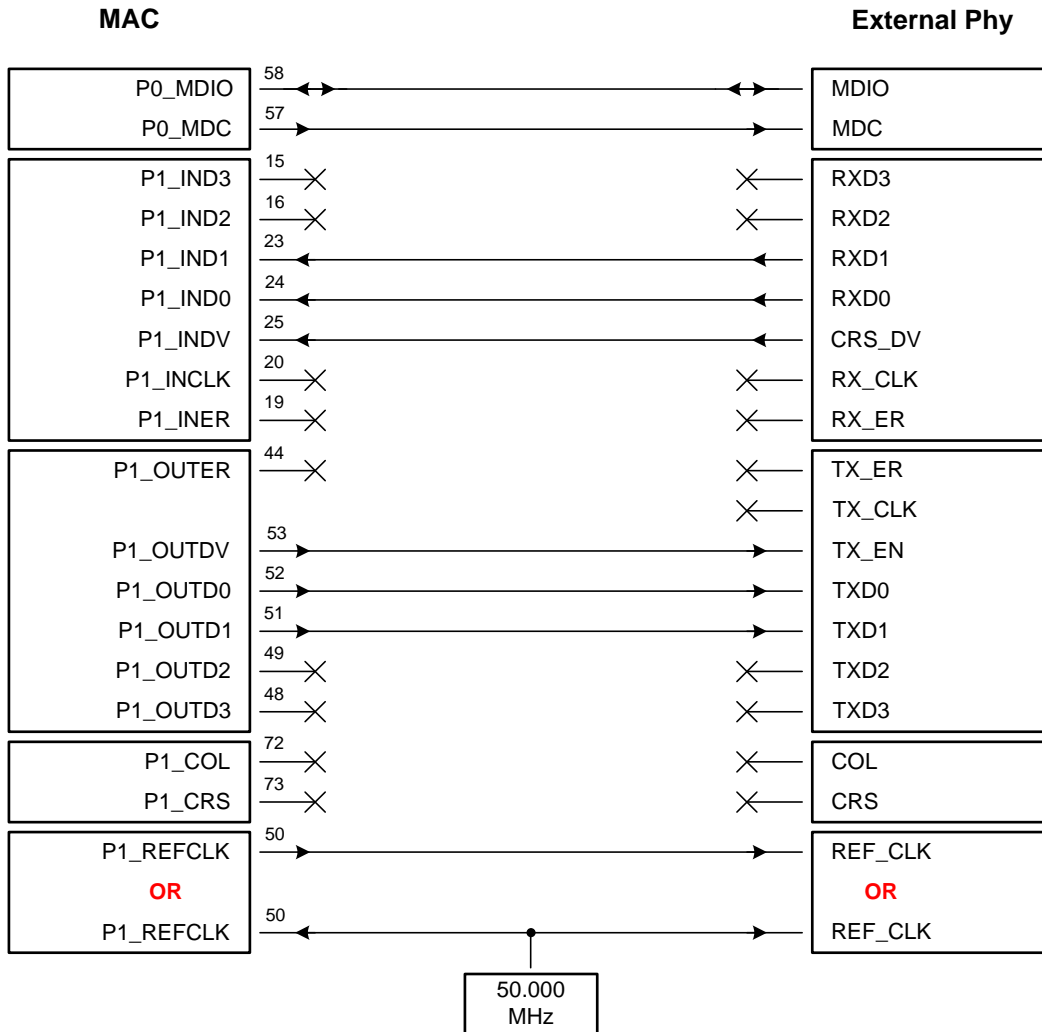 MAC External Phy
P0_MDIO 58 MDIO
P0_MDC 57 MDC
P1_IND3 15 RXD3
P1_IND2 16 RXD2
P1_IND1 23 RXD1
P1_IND0 24 RXD0
P1_INDV 25 CRS_DV
P1_INCLK 20 RX_CLK
P1_INER 19 RX_ER
P1_OUTER 44 TX_ER
TX_CLK
P1_OUTDV 53 TX_EN
P1_OUTD0 52 TXD0
P1_OUTD1 51 TXD1
P1_OUTD2 49 TXD2
P1_OUTD3 48 TXD3
P1_COL 72 COL
P1_CRS 73 CRS
P1_REFCLK 50 REF_CLK
OR OR
P1_REFCLK 50 REF_CLK
50.000
MHz